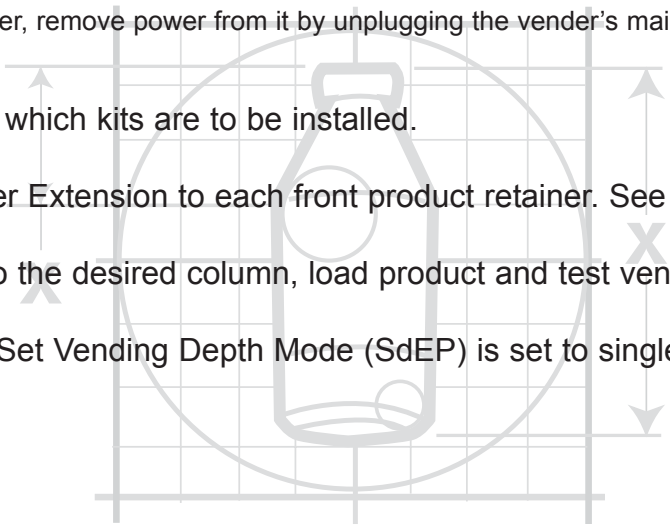 er, remove power from it by unplugging the vender’s mai
which kits are to be installed.
er Extension to each front product retainer. See
X
o the desired column, load product and test ven
X
Set Vending Depth Mode (SdEP) is set to single